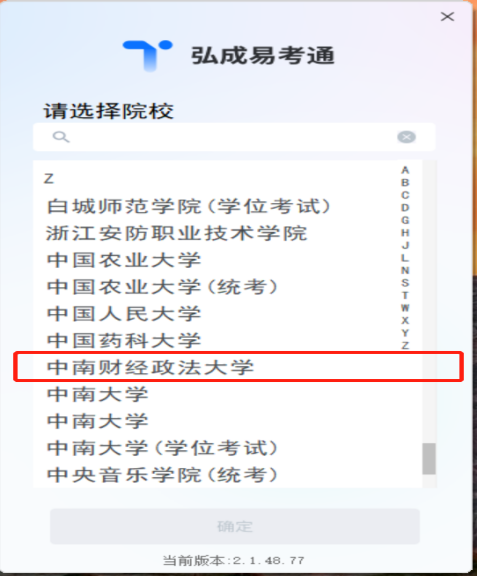 弘成易考通
请选择院校
Z
白城师范学院(学位考试)
浙江安防职业技术学院
中国农业大学
中国农业大学(统考)
中国人民大学
中国药科大学
中南财经政法大学
中南大学
中南大学
中南大学(学位考试)
中央音乐学院(统考)
A
B
C
D
G
H
J
L
N
S
T
W
X
Y
Z
确定
当前版本:2.1.48.77